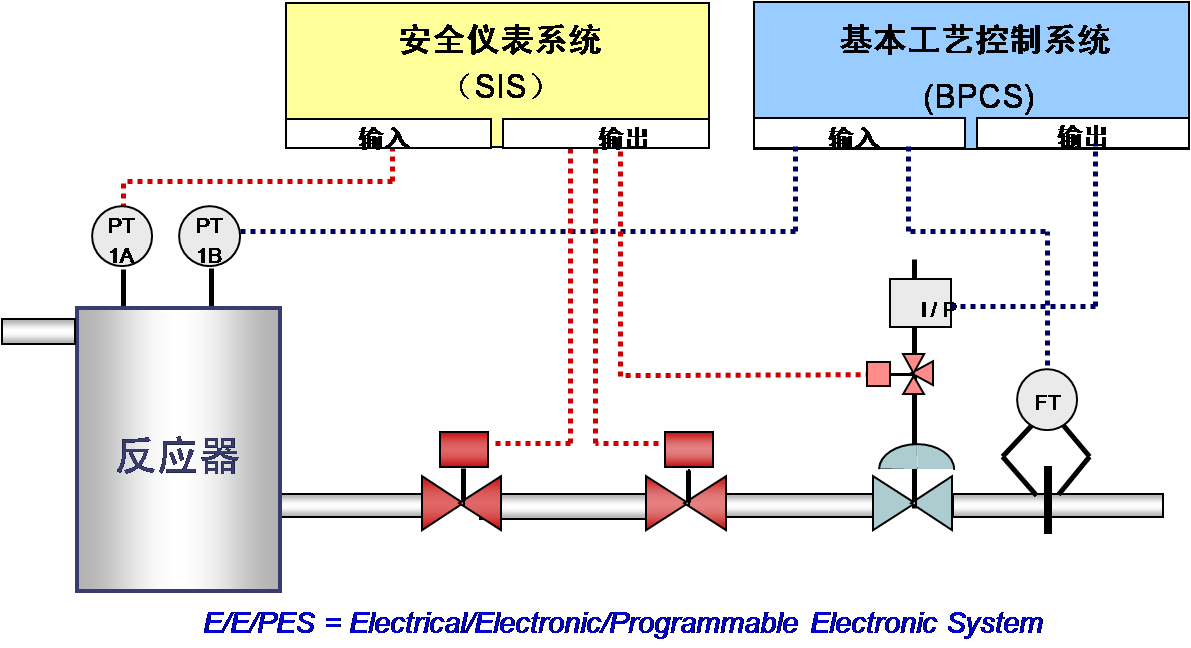 安全仪表系统
（SIS）
输入
输出
基本工艺控制系统
(BPCS)
输入
输出
PT
1A
PT
1B
I / P
FT
反应器
E/E/PES = Electrical/Electronic/Programmable Electronic System